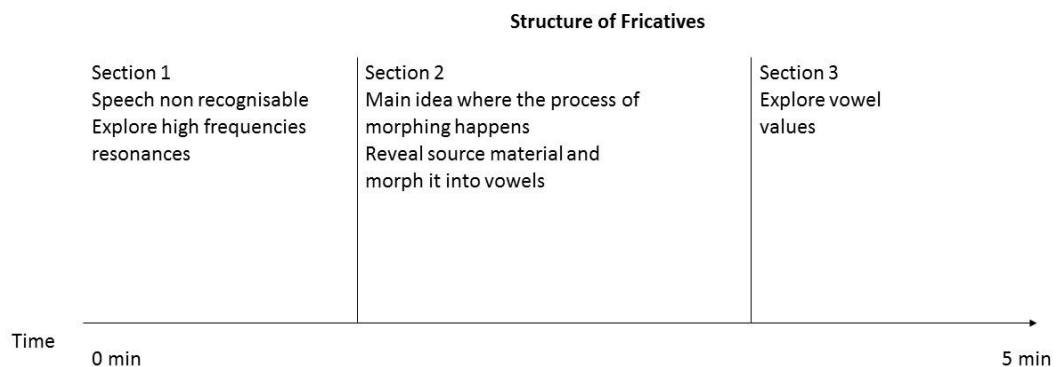 Structure of Fricatives
Section 1
Speech non recognisable
Explore high frequencies
resonances
Section 2
Main idea where the process of
morphing happens
Reveal source material and
morph it into vowels
Section 3
Explore vowel
values
Time
0 min
5 min